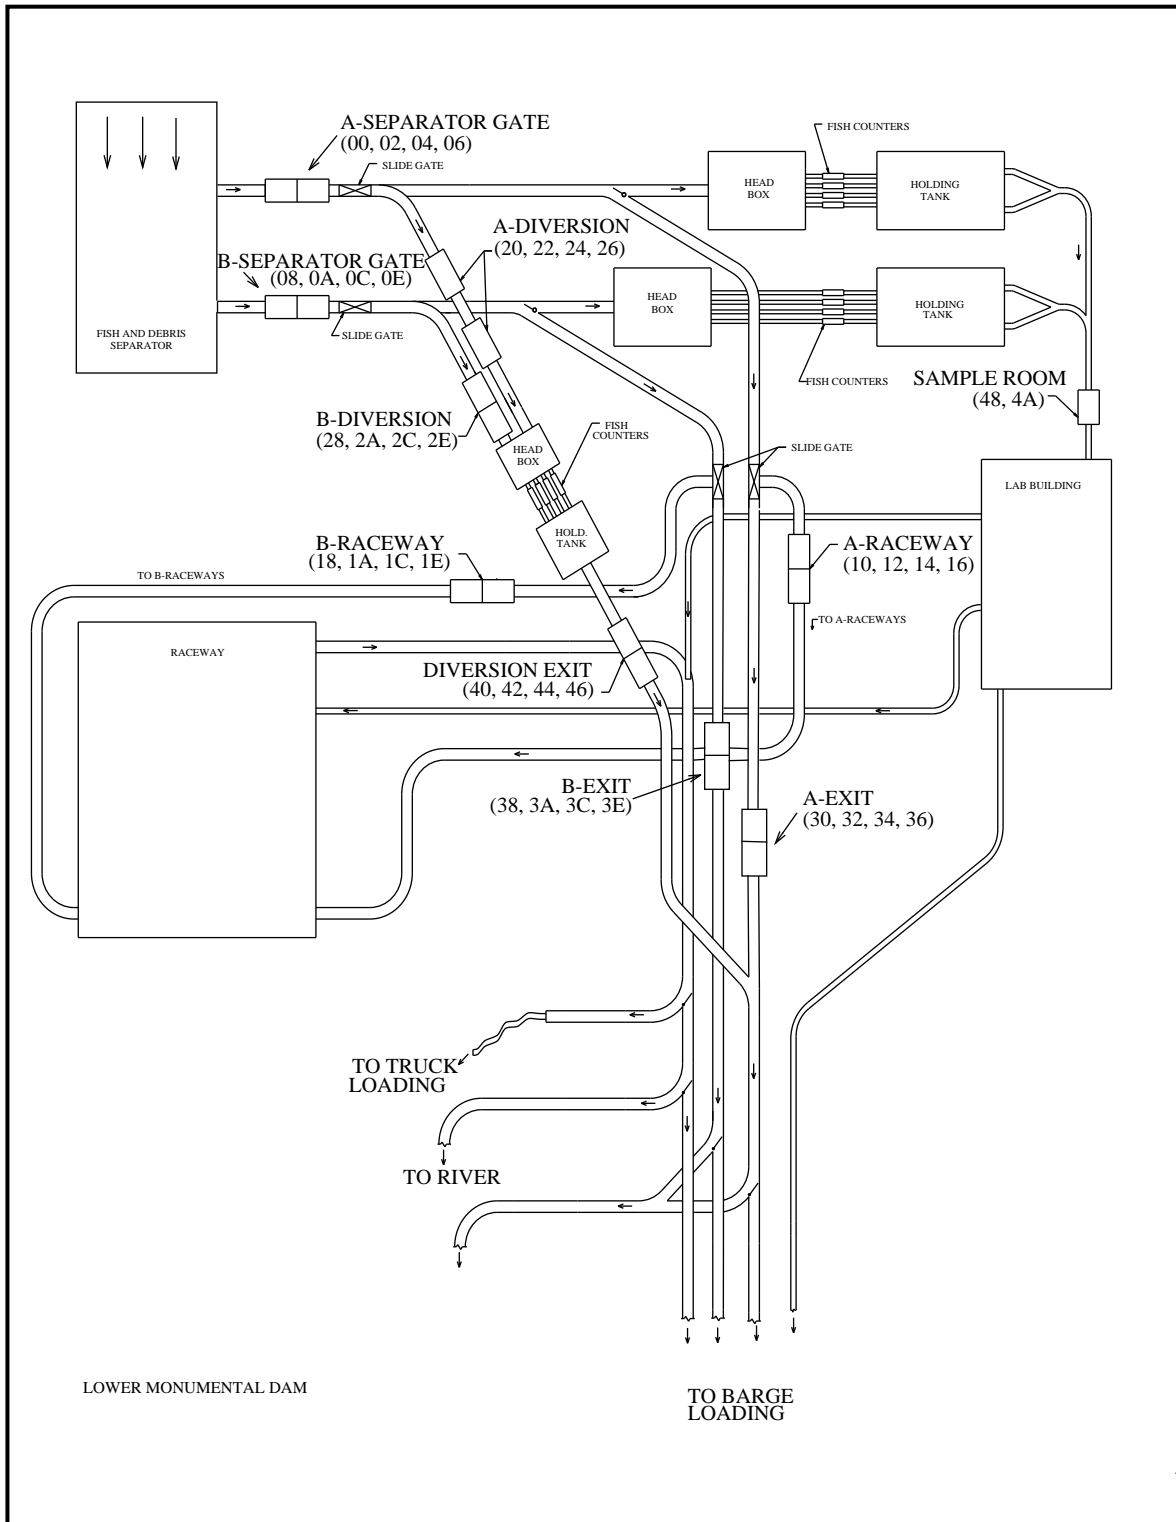 A-SEPARATOR GATE
(00, 02, 04, 06)
FISH COUNTERS
SLIDE GATE
HEAD
BOX
HOLDING
TANK
A-DIVERSION
(20, 22, 24, 26)
B-SEPARATOR GATE
(08, 0A, 0C, 0E)
HEAD
BOX
HOLDING
TANK
FISH AND DEBRIS
SEPARATOR
SLIDE GATE
FISH COUNTERS
SAMPLE ROOM
(48, 4A)
B-DIVERSION
(28, 2A, 2C, 2E)
FISH
COUNTERS
HEAD
BOX
SLIDE GATE
LAB BUILDING
HOLD.
TANK
B-RACEWAY
(18, 1A, 1C, 1E)
A-RACEWAY
(10, 12, 14, 16)
TO B-RACEWAYS
TO A-RACEWAYS
RACEWAY
DIVERSION EXIT
(40, 42, 44, 46)
B-EXIT
(38, 3A, 3C, 3E)
A-EXIT
(30, 32, 34, 36)
TO TRUCK
LOADING
TO RIVER
LOWER MONUMENTAL DAM
TO BARGE
LOADING